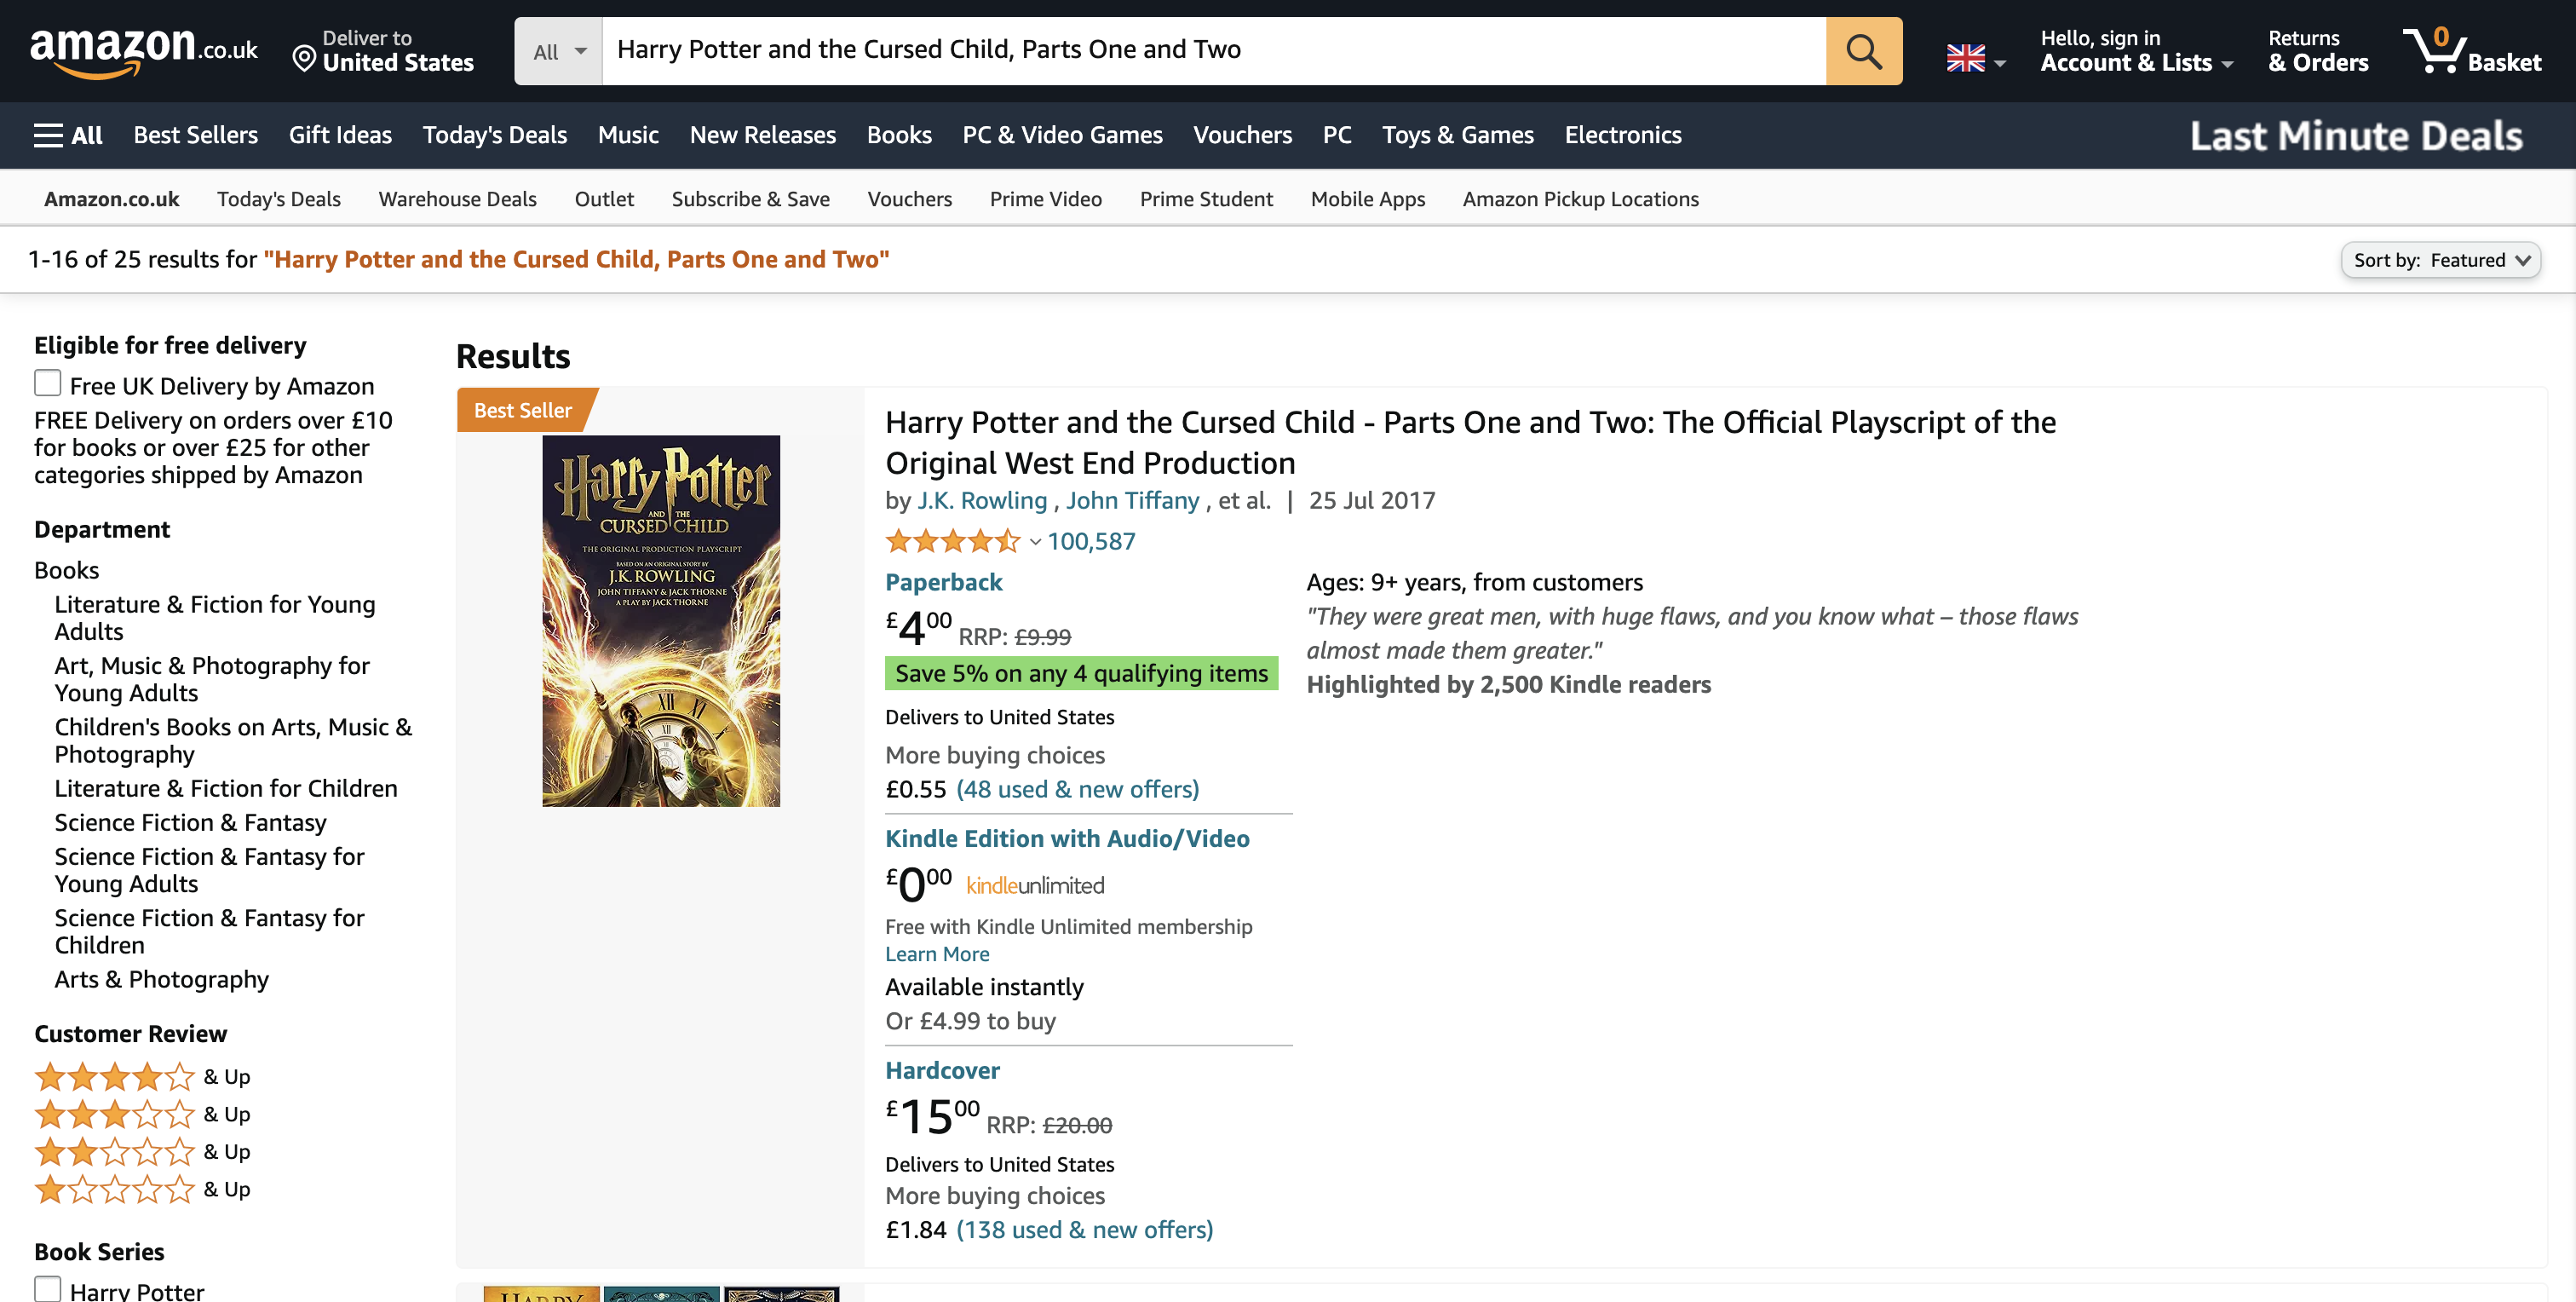 amazon.co.uk
Deliver to
United States
All
Harry Potter and the Cursed Child, Parts One and Two
Hello, sign in
Account & Lists
Returns
& Orders
0
Basket
All
Best Sellers
Gift Ideas
Today's Deals
Music
New Releases
Books
PC & Video Games
Vouchers
PC
Toys & Games
Electronics
Last Minute Deals
Amazon.co.uk
Today's Deals
Warehouse Deals
Outlet
Subscribe & Save
Vouchers
Prime Video
Prime Student
Mobile Apps
Amazon Pickup Locations
1-16 of 25 results for "Harry Potter and the Cursed Child, Parts One and Two"
Sort by: Featured
Eligible for free delivery
Free UK Delivery by Amazon
FREE Delivery on orders over £10
for books or over £25 for other
categories shipped by Amazon
Department
Books
Literature & Fiction for Young
Adults
Art, Music & Photography for
Young Adults
Children's Books on Arts, Music &
Photography
Literature & Fiction for Children
Science Fiction & Fantasy
Science Fiction & Fantasy for
Young Adults
Science Fiction & Fantasy for
Children
Arts & Photography
Customer Review
& Up
& Up
& Up
& Up
Book Series
Harry Potter
Results
Best Seller
Harry Potter
AND THE
CURSED CHILD
THE ORIGINAL PRODUCTION PLAYSCRIPT
BASED ON AN ORIGINAL STORY BY
J.K. ROWLING
JOHN TIFFANY & JACK THORNE
A PLAY BY JACK THORNE
XII XI
XII
Harry Potter and the Cursed Child - Parts One and Two: The Official Playscript of the
Original West End Production
by J.K. Rowling , John Tiffany , et al. | 25 Jul 2017
100,587
Paperback
£4.00 RRP: £9.99
Save 5% on any 4 qualifying items
Delivers to United States
More buying choices
£0.55 (48 used & new offers)
Kindle Edition with Audio/Video
£0.00 kindleunlimited
Free with Kindle Unlimited membership
Learn More
Available instantly
Or £4.99 to buy
Hardcover
£15.00 RRP: £20.00
Delivers to United States
More buying choices
£1.84 (138 used & new offers)
Ages: 9+ years, from customers
"They were great men, with huge flaws, and you know what – those flaws
almost made them greater."
Highlighted by 2,500 Kindle readers
HARRY